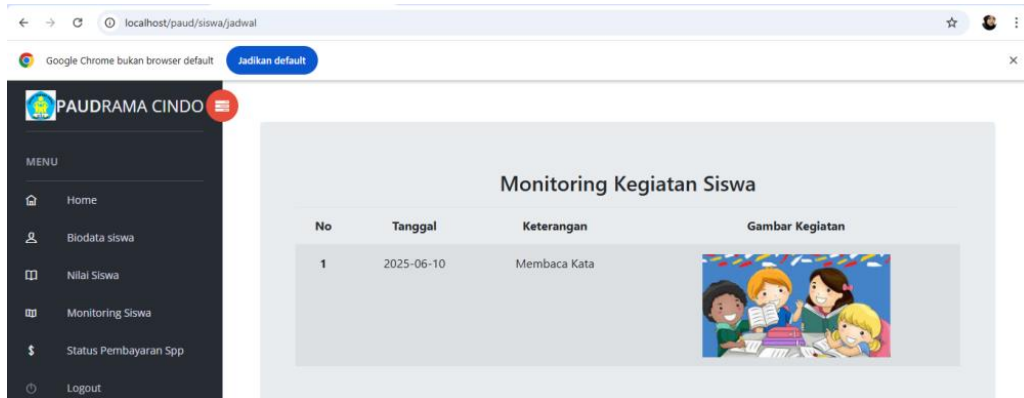 localhost/paud/siswa/jadwal
Google Chrome bukan browser default Jadikan default
PAUDRAMA CINDO
MENU
Home
Biodata siswa
Nilai Siswa
Monitoring Siswa
Status Pembayaran Spp
Logout
Monitoring Kegiatan Siswa
No Tanggal Keterangan Gambar Kegiatan
1 2025-06-10 Membaca Kata